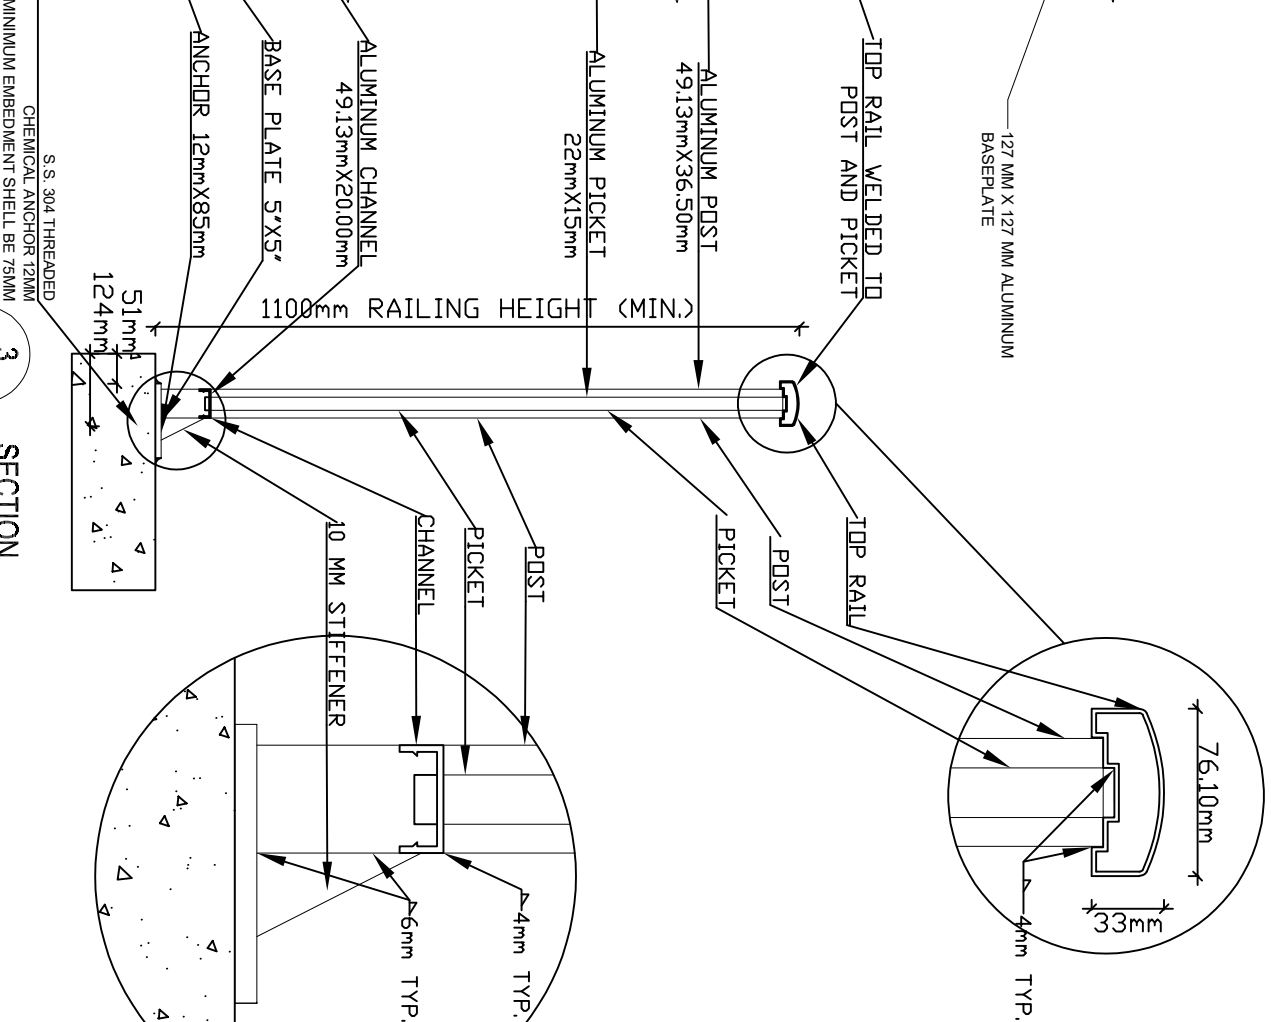 127 MM X 127 MM ALUMINUM
BASEPLATE
TOP RAIL WELDED TO
POST AND PICKET
ALUMINUM POST
49.13mmX36.50mm
ALUMINUM PICKET
22mmX15mm
ALUMINUM CHANNEL
49.13mmX20.00mm
BASE PLATE 5"X5"
ANCHOR 12mmX85mm
S.S. 304 THREADED
CHEMICAL ANCHOR 12MM
MINIMUM EMBEDMENT SHELL BE 75MM
1100mm RAILING HEIGHT (MIN.)
51mm
124mm
TOP RAIL
POST
PICKET
POST
PICKET
CHANNEL
10 MM STIFFENER
76.10mm
33mm
4mm TYP.
4mm TYP.
6mm TYP.
3
SECTION